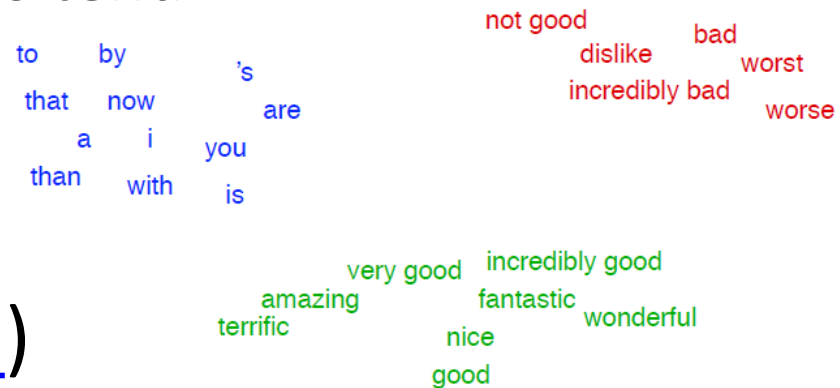 not good
bad
to by
dislike
's
worst
incredibly bad
that now
are
worse
a i
you
than
with
is
incredibly good
very good
amazing
fantastic
wonderful
terrific
nice
)
good